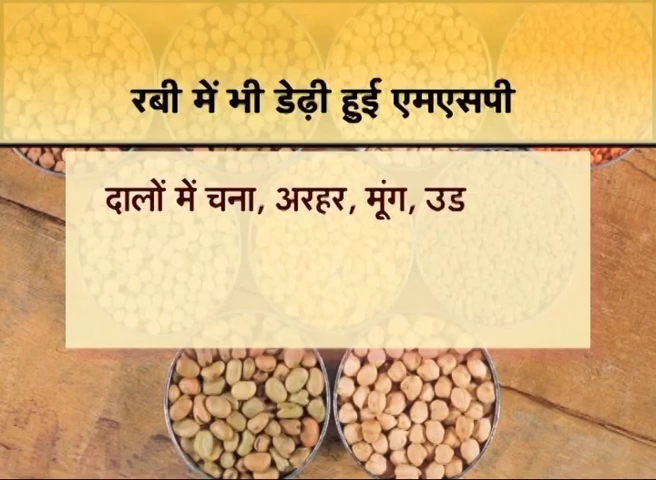 रबी में भी डेढ़ी हुई एमएसपी
दालों में चना, अरहर, मूंग, उड